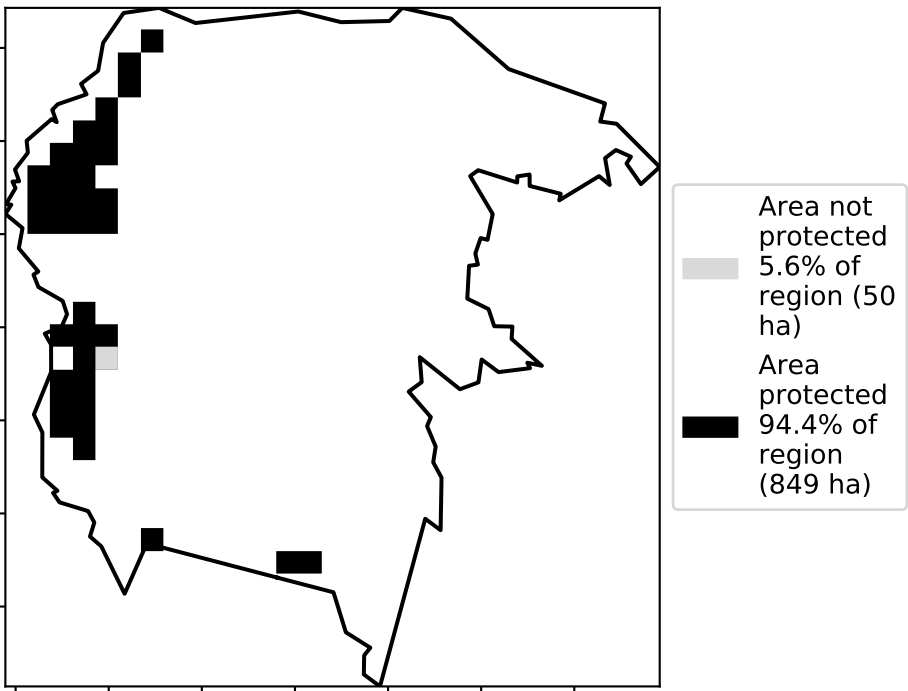 Area not
protected
5.6% of
region (50
ha)
Area
protected
94.4% of
region
(849 ha)